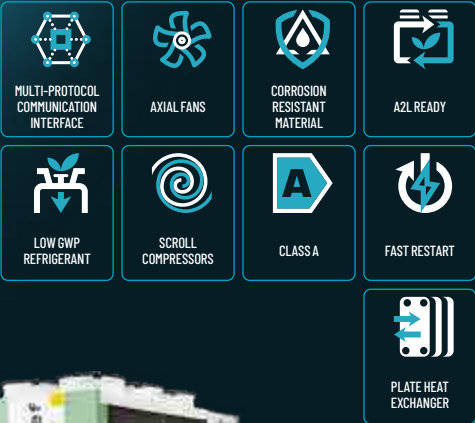 MULTI-PROTOCOL
COMMUNICATION
INTERFACE
AXIAL FANS
CORROSION
RESISTANT
MATERIAL
A2L READY
LOW GWP
REFRIGERANT
SCROLL
COMPRESSORS
A
CLASS A
FAST RESTART
PLATE HEAT
EXCHANGER